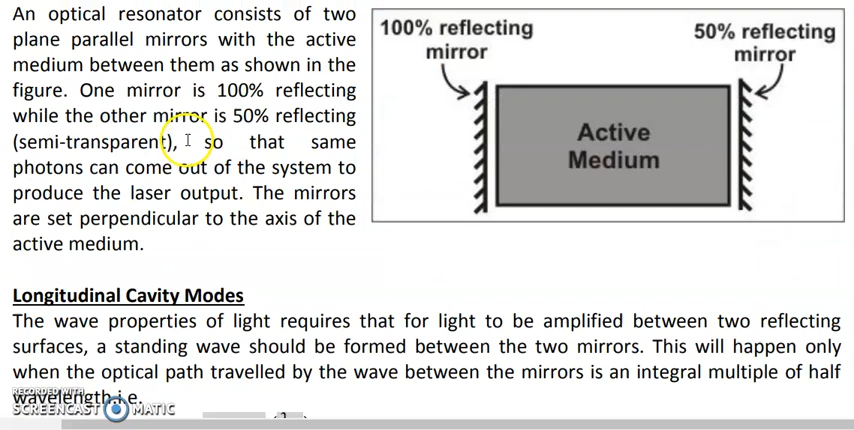 An optical resonator consists of two
plane parallel mirrors with the active
medium between them as shown in the
figure. One mirror is 100% reflecting
while the other mirror is 50% reflecting
(semi-transparent), so that same
photons can come out of the system to
produce the laser output. The mirrors
are set perpendicular to the axis of the
active medium.
100% reflecting
mirror
50% reflecting
mirror
Active
Medium
Longitudinal Cavity Modes
The wave properties of light requires that for light to be amplified between two reflecting
surfaces, a standing wave should be formed between the two mirrors. This will happen only
when the optical path travelled by the wave between the mirrors is an integral multiple of half
wavelength.i.e.
RECORDED WITH
SCREENCAST MATIC